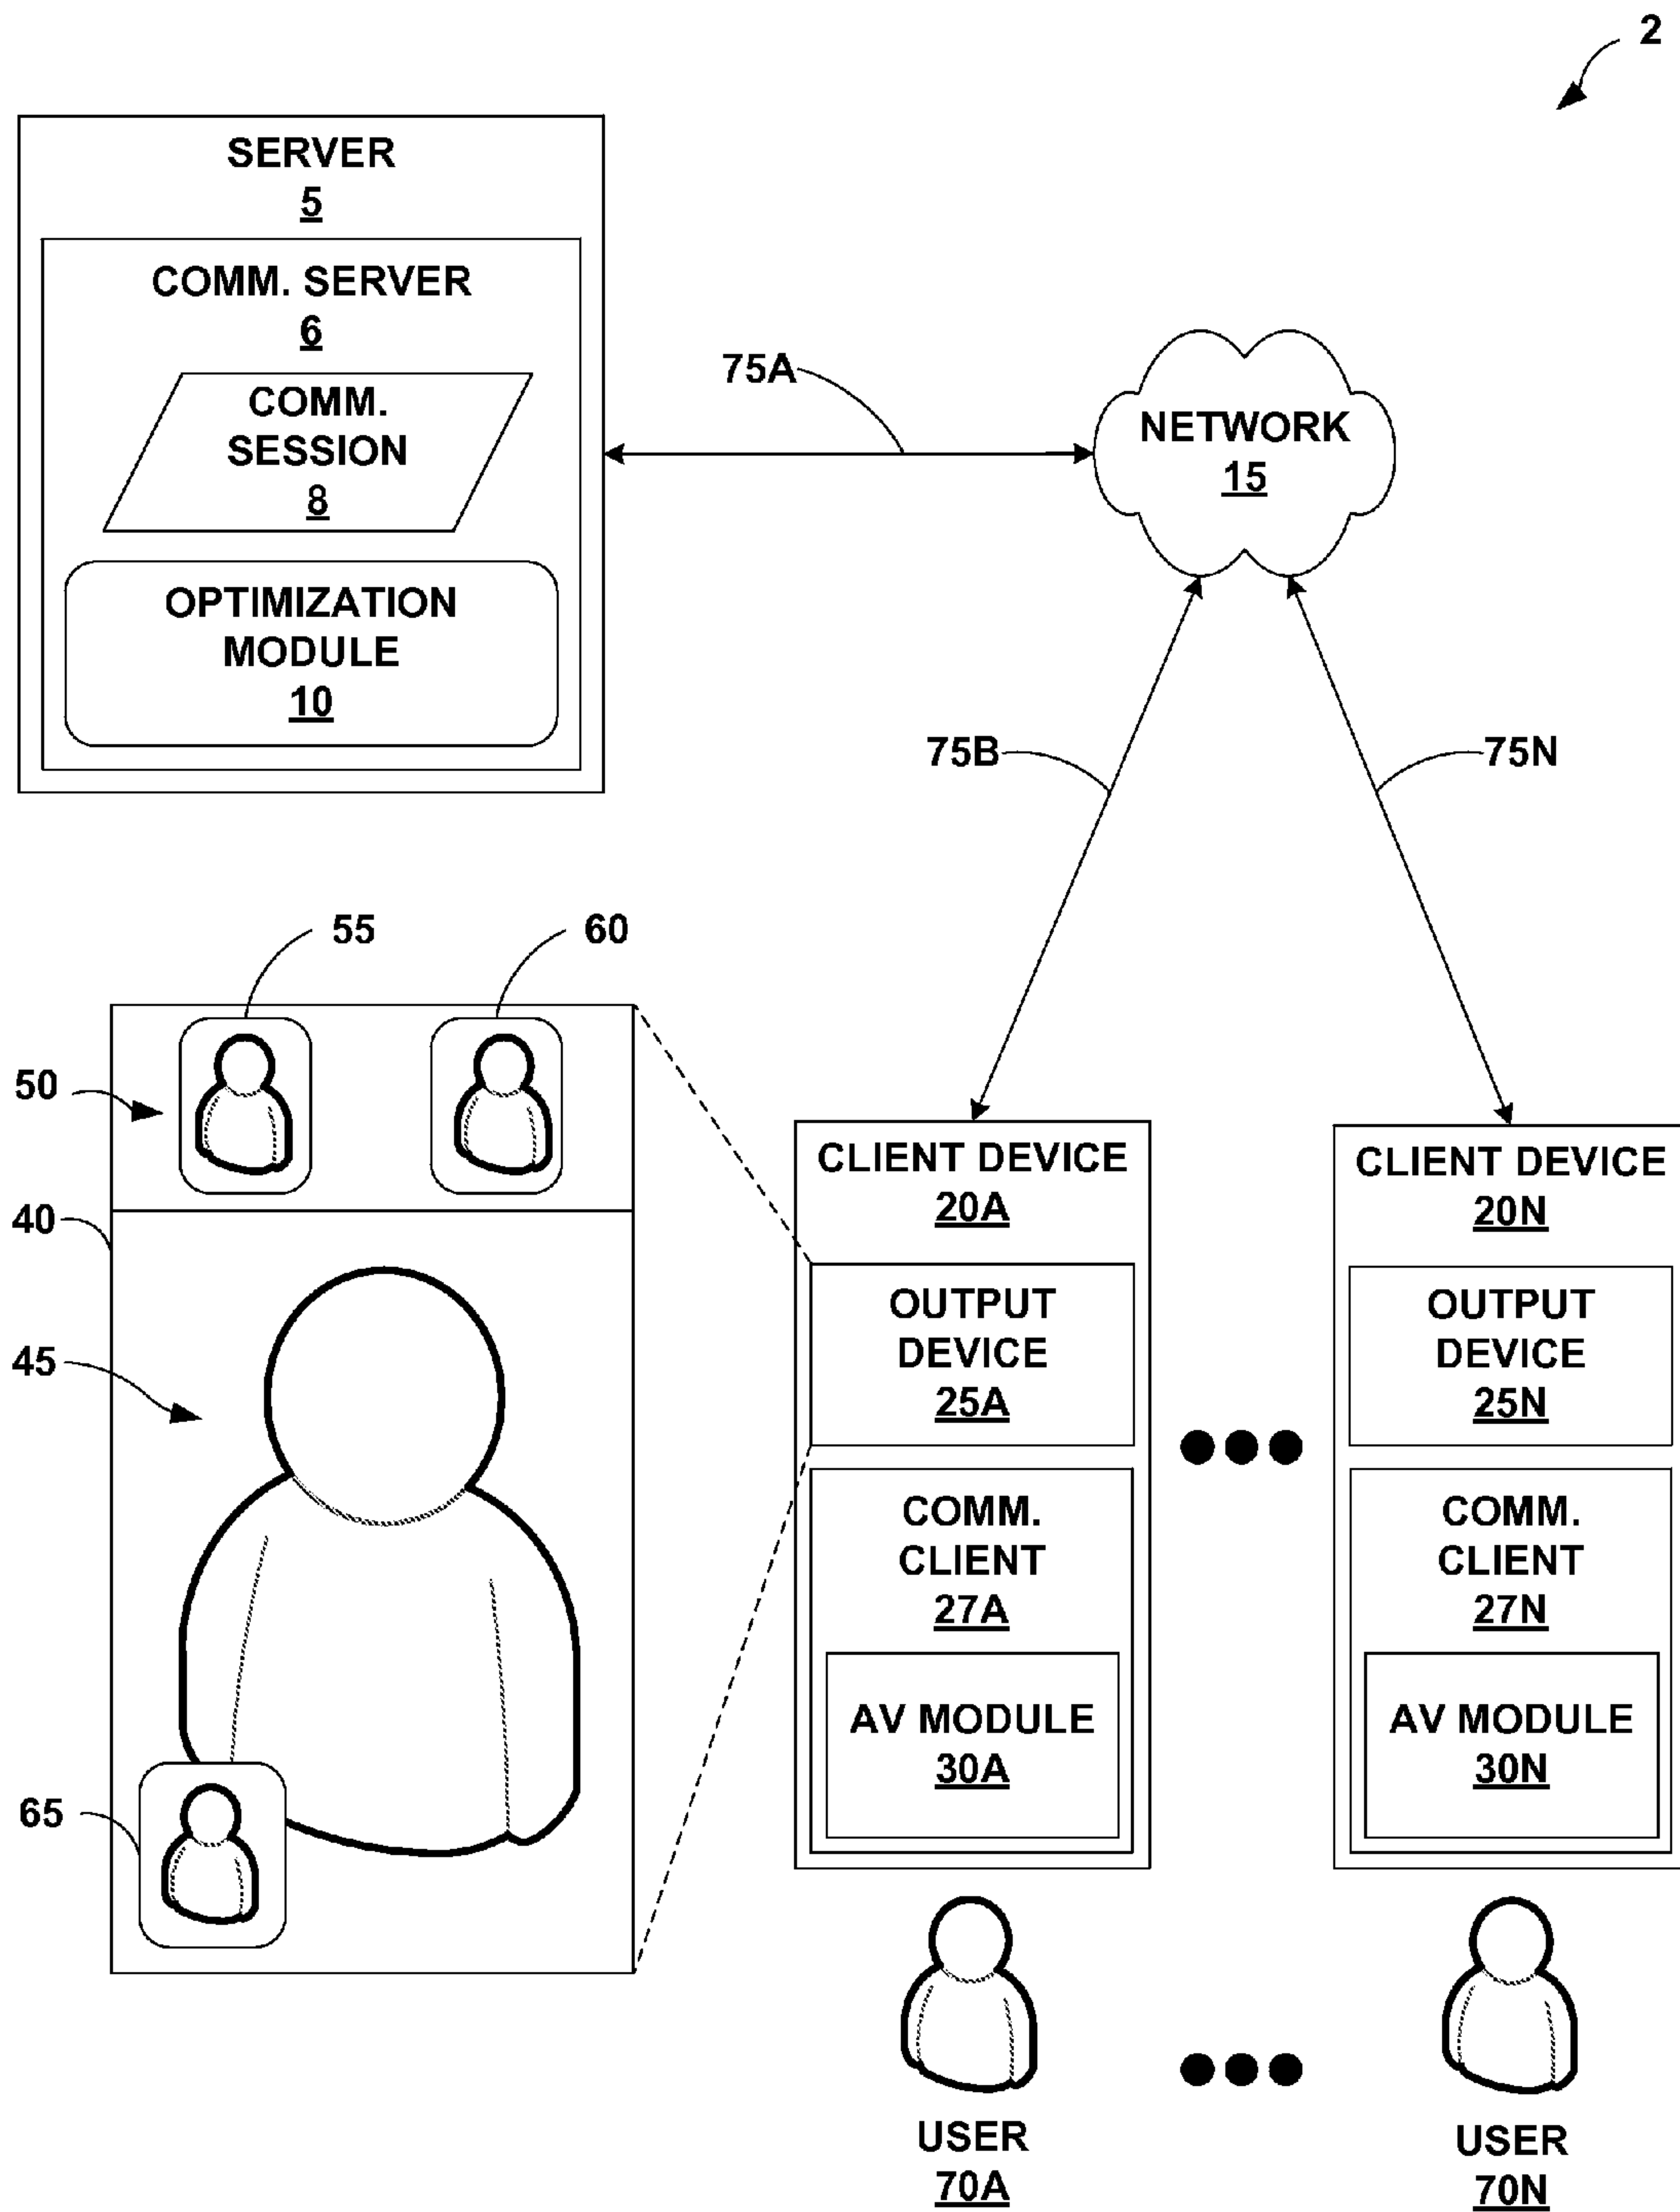 2
SERVER
5
COMM. SERVER
6
COMM.
SESSION
8
OPTIMIZATION
MODULE
10
75A
NETWORK
15
75B
75N
55
60
50
40
45
65
CLIENT DEVICE
20A
OUTPUT
DEVICE
25A
COMM.
CLIENT
27A
AV MODULE
30A
CLIENT DEVICE
20N
OUTPUT
DEVICE
25N
COMM.
CLIENT
27N
AV MODULE
30N
USER
70A
USER
70N